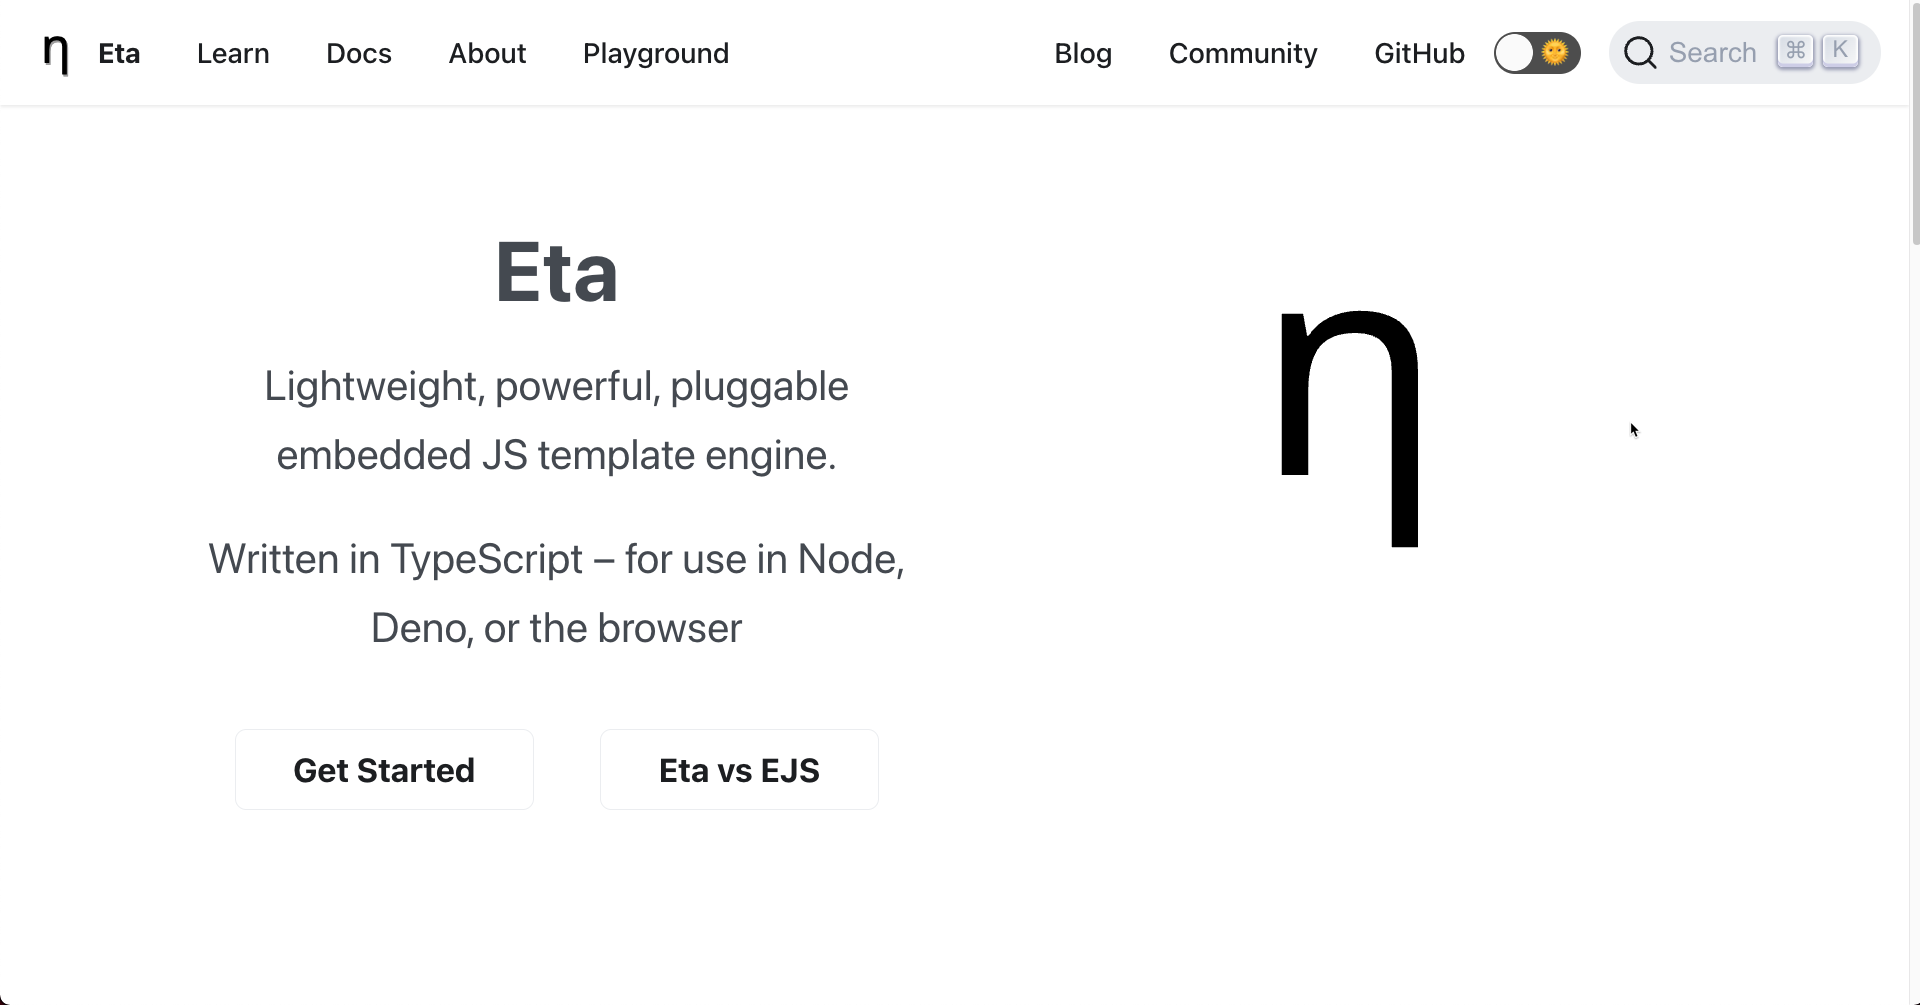 η Eta Learn Docs About Playground Blog Community GitHub Search ⌘ K
Eta
Lightweight, powerful, pluggable
embedded JS template engine.
Written in TypeScript – for use in Node,
Deno, or the browser
Get Started Eta vs EJS
η